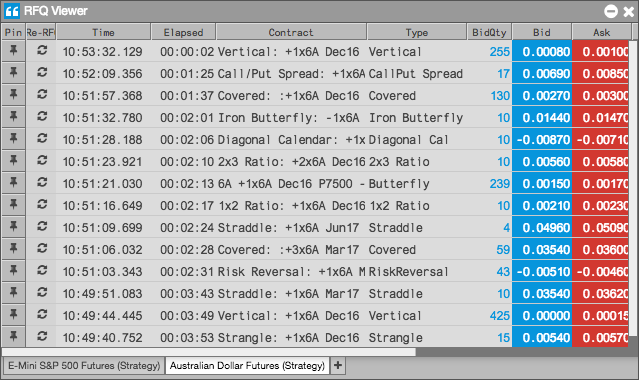 RFQ Viewer
Pin Re-RF Time Elapsed Contract Type BidQty Bid Ask
10:53:32.129 00:00:02 Vertical: +1x6A Dec16 Vertical 255 0.00080 0.00100
10:52:09.356 00:01:25 Call/Put Spread: +1x6A CallPut Spread 17 0.00690 0.00850
10:51:57.368 00:01:37 Covered: :+1x6A Dec16 Covered 130 0.00270 0.00300
10:51:32.780 00:02:01 Iron Butterfly: -1x6A Iron Butterfly 10 0.01440 0.01470
10:51:28.188 00:02:06 Diagonal Calendar: +1x Diagonal Cal 10 -0.00870 -0.00710
10:51:23.921 00:02:10 2x3 Ratio: +2x6A Dec16 2x3 Ratio 10 0.00560 0.00580
10:51:21.030 00:02:13 6A +1x6A Dec16 P7500 - Butterfly 239 0.00150 0.00170
10:51:16.649 00:02:17 1x2 Ratio: +1x6A Dec16 1x2 Ratio 10 0.00210 0.00230
10:51:09.699 00:02:24 Straddle: +1x6A Jun17 Straddle 4 0.04960 0.05090
10:51:06.032 00:02:28 Covered: :+3x6A Mar17 Covered 59 0.03540 0.03600
10:51:03.343 00:02:31 Risk Reversal: +1x6A M RiskReversal 43 -0.00510 -0.00460
10:49:51.083 00:03:43 Straddle: +1x6A Mar17 Straddle 10 0.03540 0.03620
10:49:44.445 00:03:49 Vertical: +1x6A Dec16 Vertical 425 0.00000 0.00015
10:49:40.752 00:03:53 Strangle: +1x6A Dec16 Strangle 15 0.00540 0.00570
E-Mini S&P 500 Futures (Strategy) Australian Dollar Futures (Strategy) +